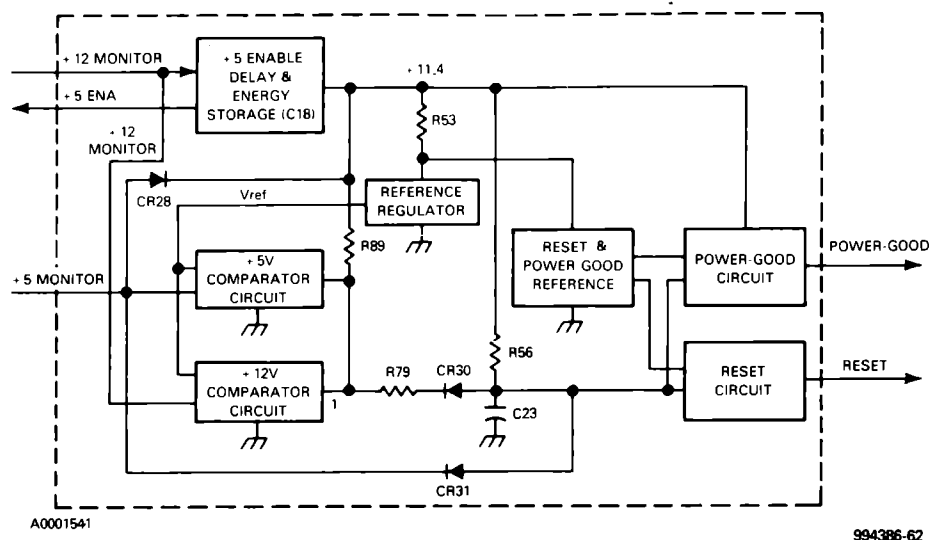 + 12 MONITOR
+ 5 ENA
+ 12
MONITOR
+ 5 ENABLE
DELAY &
ENERGY
STORAGE (C18)
+ 11.4
R53
CR28
Vref
REFERENCE
REGULATOR
R89
+ 5 MONITOR
+ 5V
COMPARATOR
CIRCUIT
RESET &
POWER GOOD
REFERENCE
POWER-GOOD
CIRCUIT
POWER-GOOD
R56
+ 12V
COMPARATOR
CIRCUIT
1
R79
CR30
C23
RESET
CIRCUIT
RESET
CR31
A0001541
994386-62